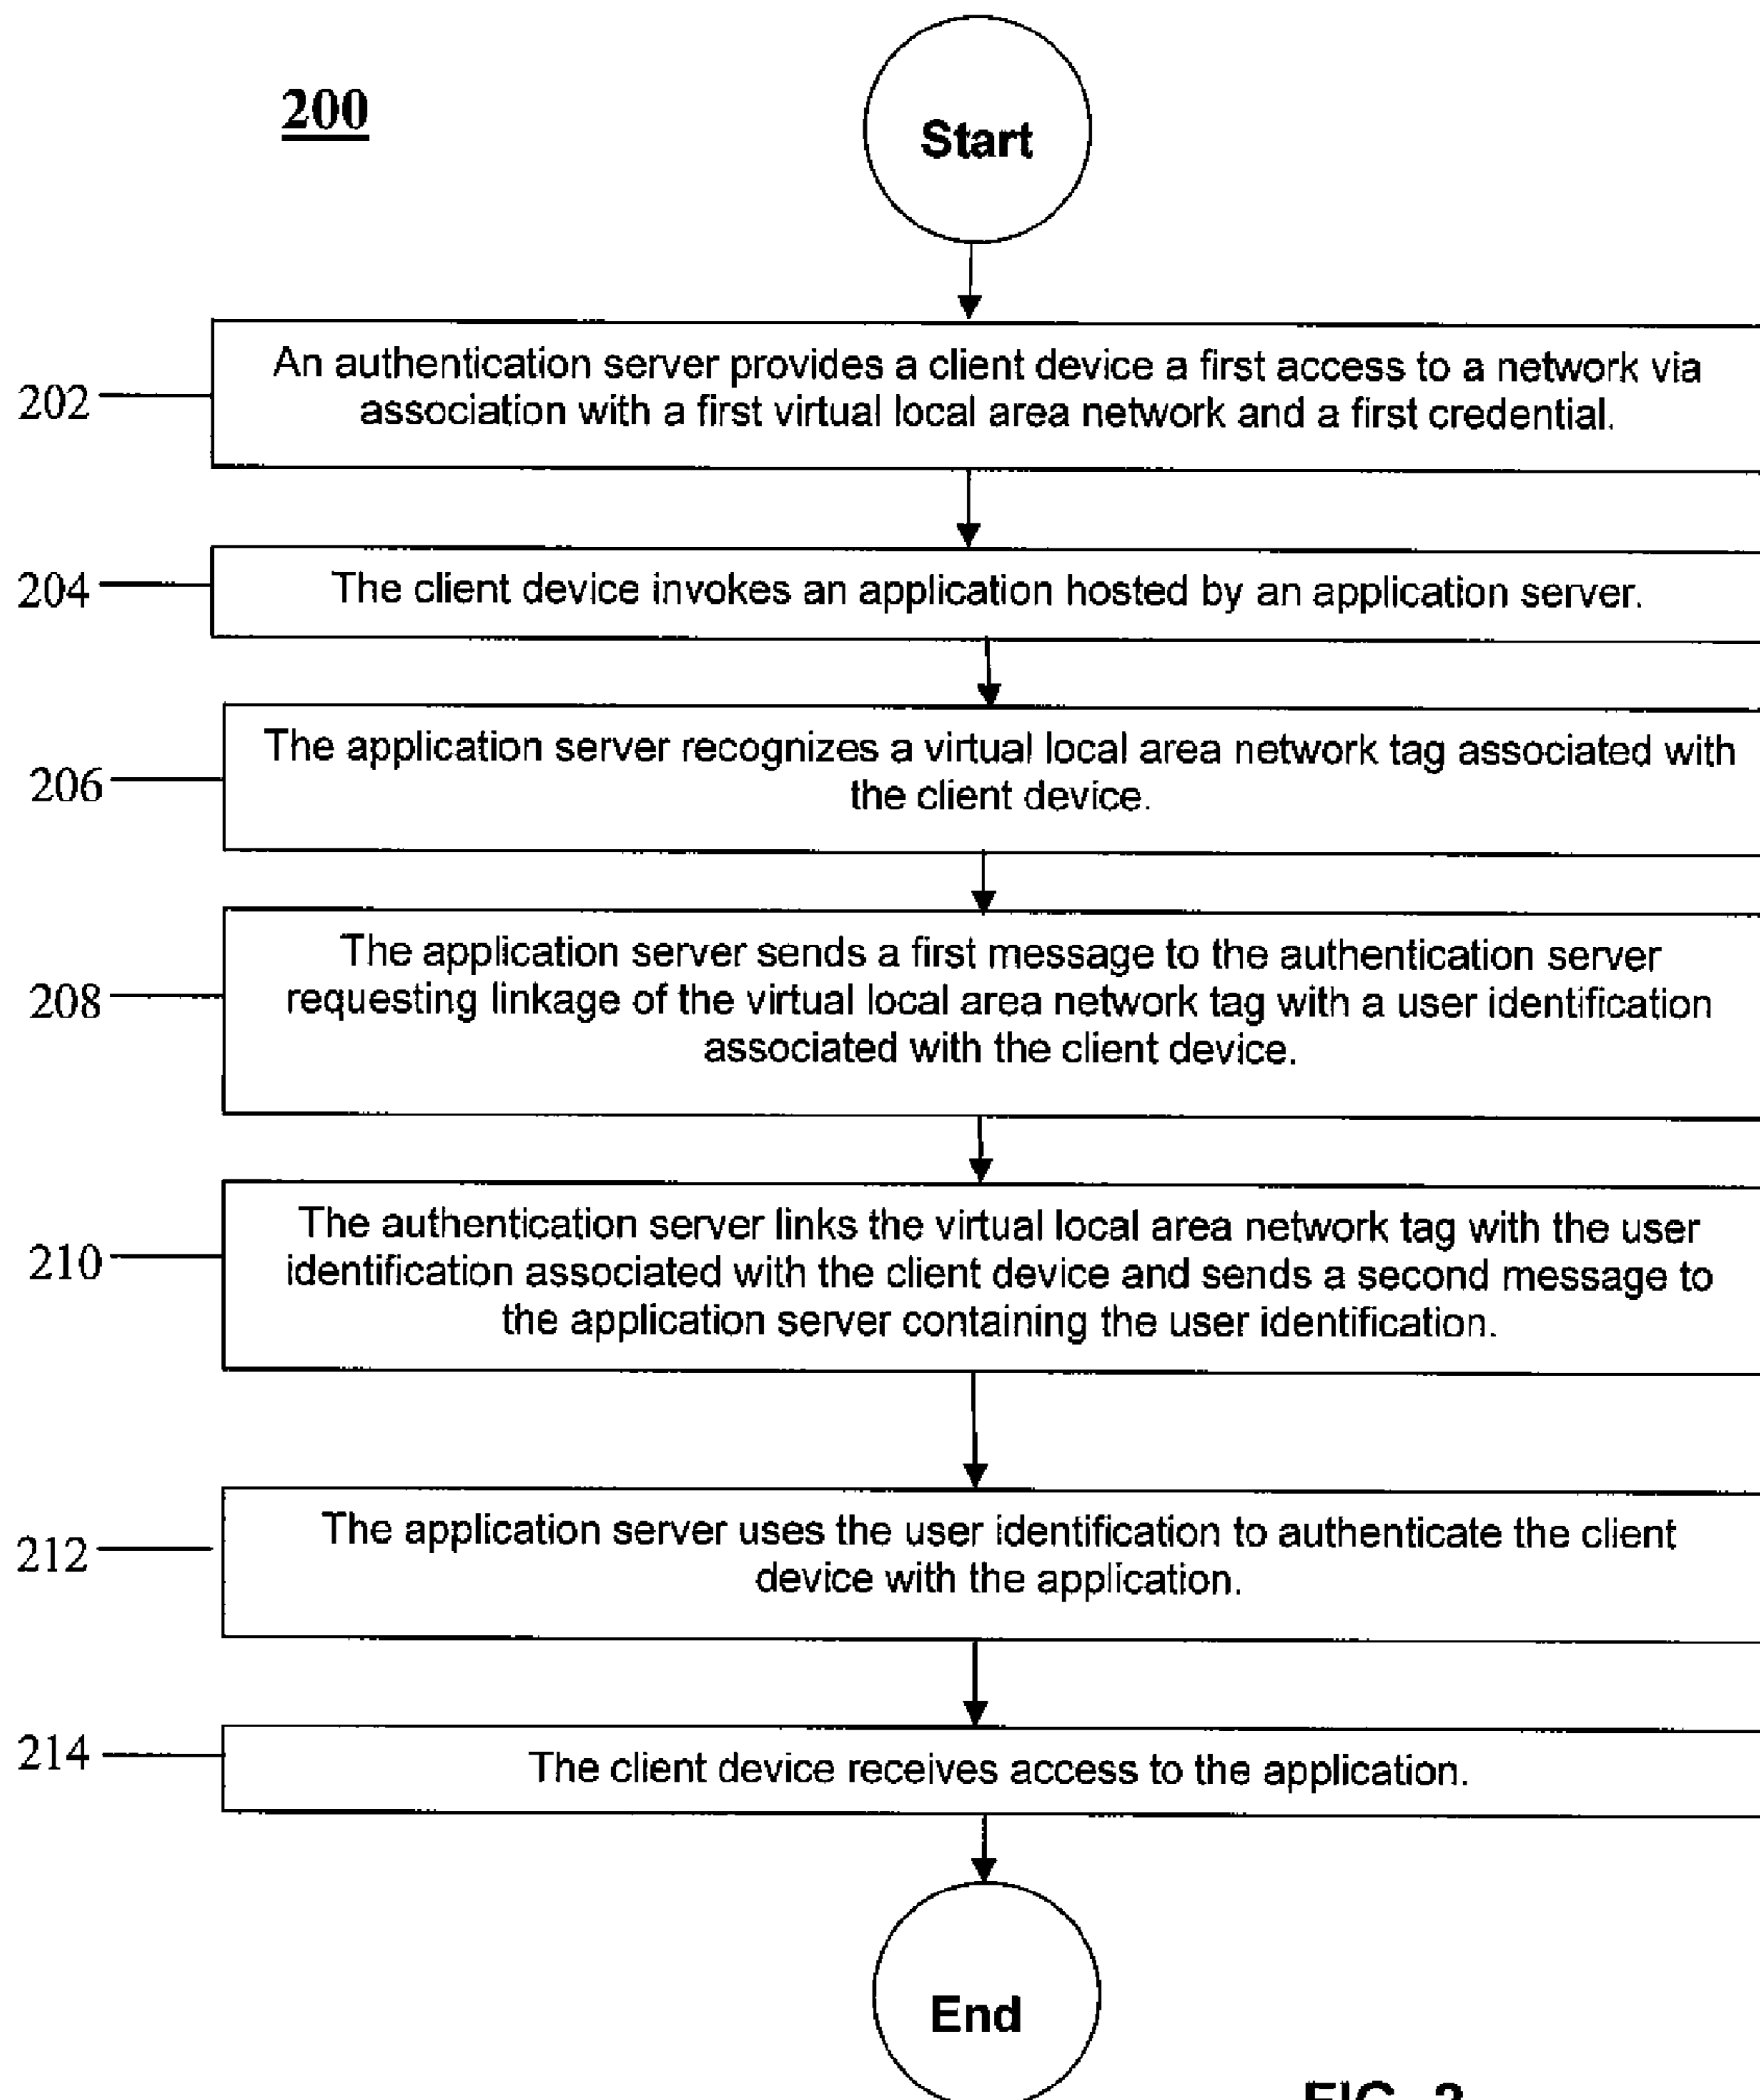 200
Start
202
An authentication server provides a client device a first access to a network via
association with a first virtual local area network and a first credential.
204
The client device invokes an application hosted by an application server.
206
The application server recognizes a virtual local area network tag associated with
the client device.
208
The application server sends a first message to the authentication server
requesting linkage of the virtual local area network tag with a user identification
associated with the client device.
210
The authentication server links the virtual local area network tag with the user
identification associated with the client device and sends a second message to
the application server containing the user identification.
212
The application server uses the user identification to authenticate the client
device with the application.
214
The client device receives access to the application.
End
FIG.